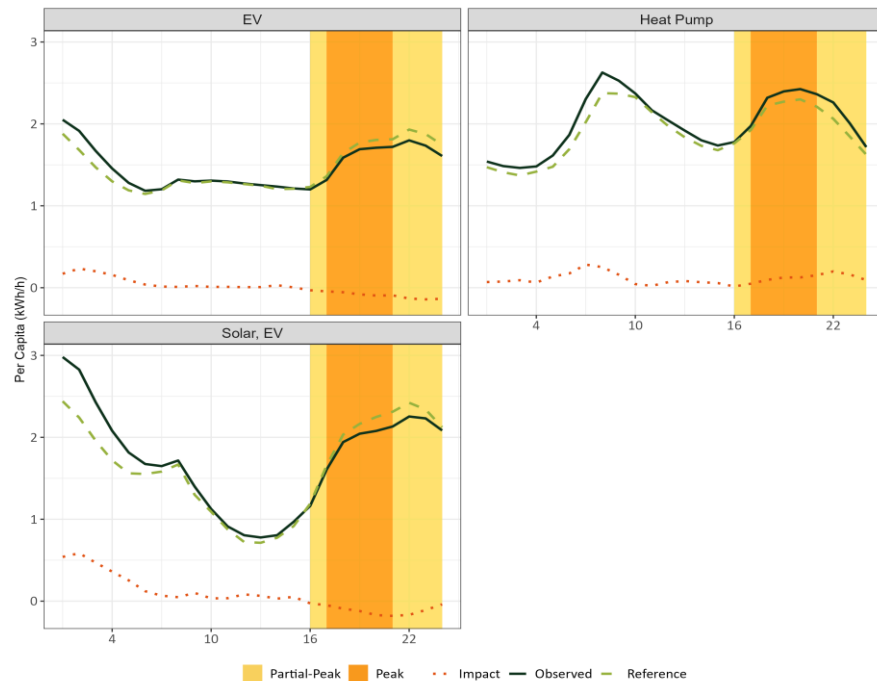 EV
Heat Pump
3
2
1
0
4
10
16
22
Solar, EV
Per Capita (kWh/h)
3
2
1
0
4
10
16
22
Partial-Peak
Peak
Impact
Observed
Reference